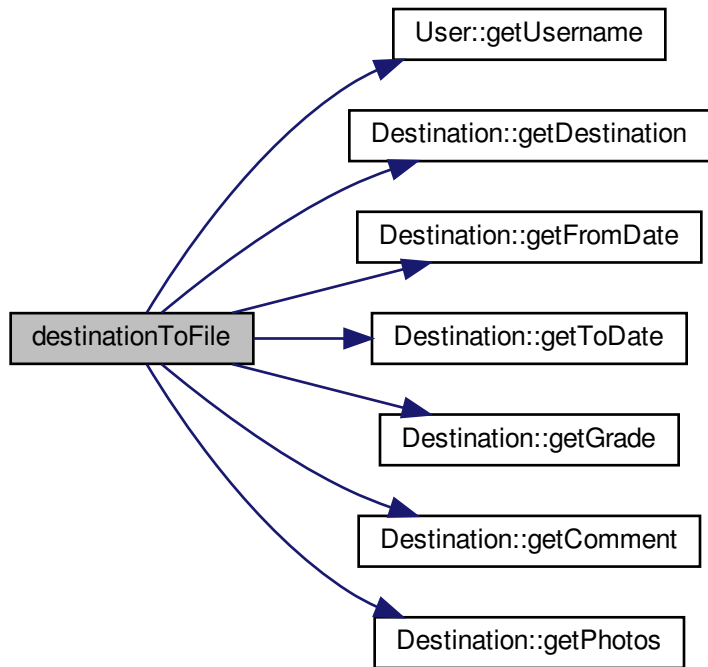 User::getUsername
Destination::getDestination
Destination::getFromDate
destinationToFile
Destination::getToDate
Destination::getGrade
Destination::getComment
Destination::getPhotos